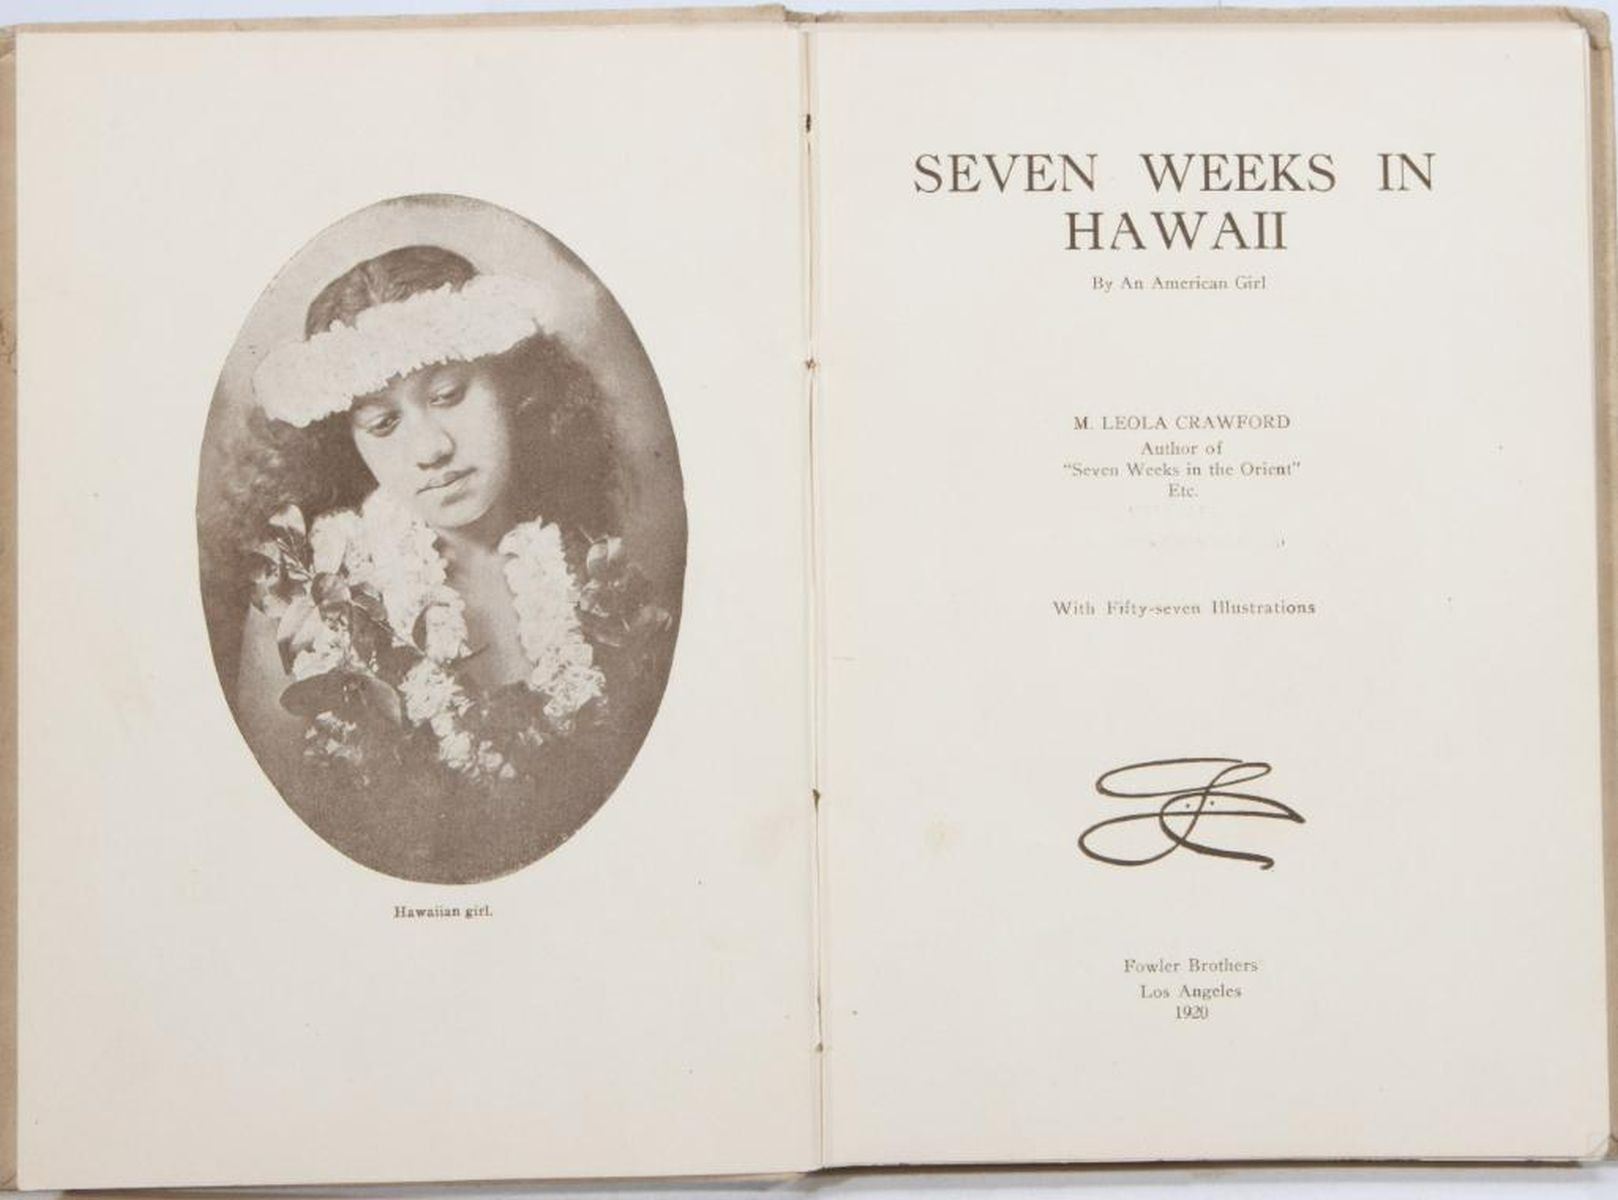 Hawaiian girl.
SEVEN WEEKS IN
HAWAII
By An American Girl
M. LEOLA CRAWFORD
Author of
"Seven Weeks in the Orient"
Etc.
With Fifty-seven Illustrations
Fowler Brothers
Los Angeles
1920